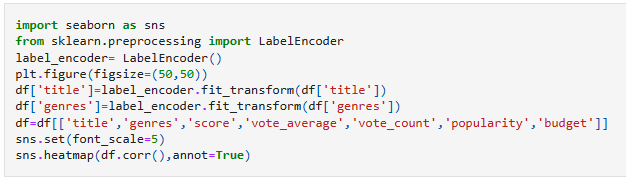 import seaborn as sns
from sklearn.preprocessing import LabelEncoder
label_encoder= LabelEncoder()
plt.figure(figsize=(50,50))
df['title']=label_encoder.fit_transform(df['title'])
df['genres']=label_encoder.fit_transform(df['genres'])
df=df[['title','genres','score','vote_average','vote_count','popularity','budget']]
sns.set(font_scale=5)
sns.heatmap(df.corr(),annot=True)